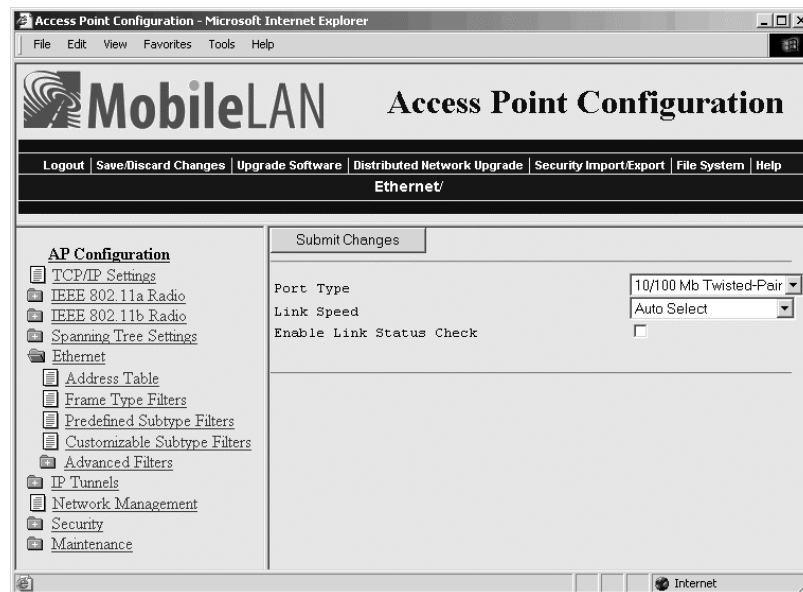 Access Point Configuration - Microsoft Internet Explorer
File Edit View Favorites Tools Help
MobileLAN
Access Point Configuration
Logout | Save/Discard Changes | Upgrade Software | Distributed Network Upgrade | Security Import/Export | File System | Help
Ethernet/
AP Configuration
TCP/IP Settings
IEEE 802.11a Radio
IEEE 802.11b Radio
Spanning Tree Settings
Ethernet
Address Table
Frame Type Filters
Predefined Subtype Filters
Customizable Subtype Filters
Advanced Filters
IP Tunnels
Network Management
Security
Maintenance
Submit Changes
Port Type 10/100 Mb Twisted-Pair
Link Speed Auto Select
Enable Link Status Check
Internet